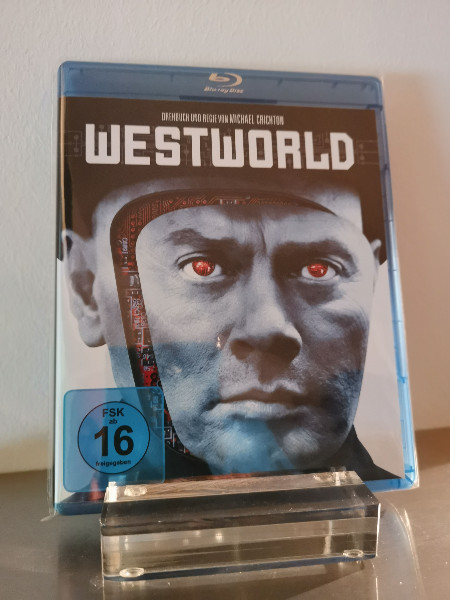 Blu-ray Disc
DREHBUCH UND REGIE VON MICHAEL CRICHTON
WESTWORLD
FSK
ab
16
freigegeben